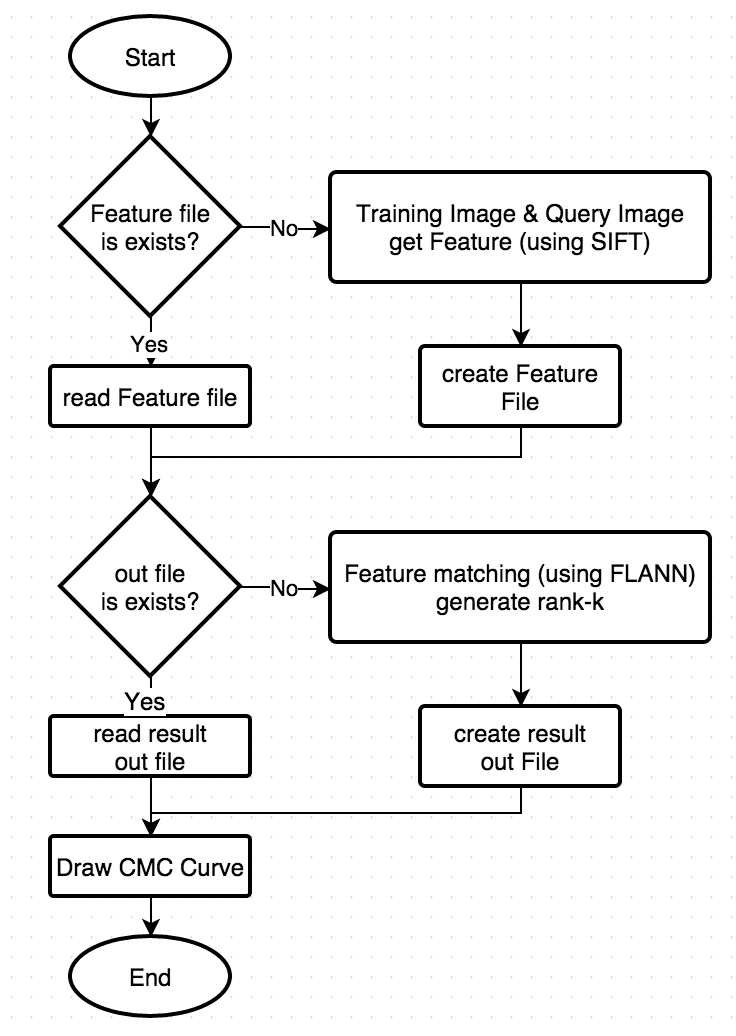 Start
Feature file
is exists?
No
Training Image & Query Image
get Feature (using SIFT)
Yes
read Feature file
create Feature
File
out file
is exists?
No
Feature matching (using FLANN)
generate rank-k
Yes
read result
out file
create result
out File
Draw CMC Curve
End